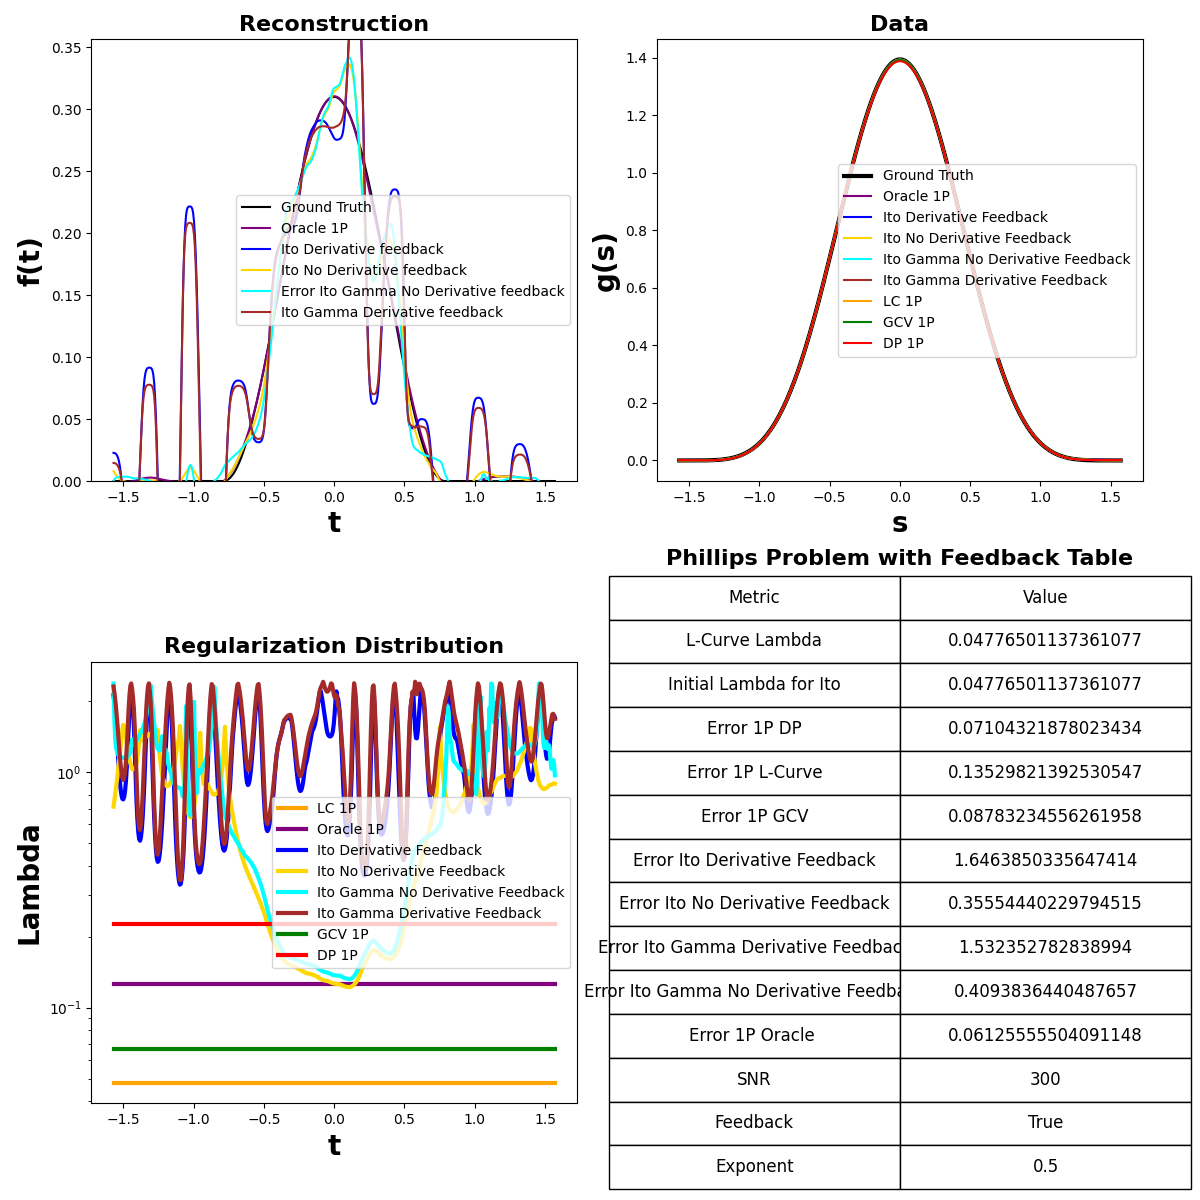 Reconstruction
f(t)
0.35
0.30
0.25
0.20
0.15
0.10
0.05
0.00
Ground Truth
Oracle 1P
Ito Derivative feedback
Ito No Derivative feedback
Error Ito Gamma No Derivative feedback
Ito Gamma Derivative feedback
−1.5 −1.0 −0.5 0.0 0.5 1.0 1.5
t
Data
g(s)
1.4
1.2
1.0
0.8
0.6
0.4
0.2
0.0
Ground Truth
Oracle 1P
Ito Derivative Feedback
Ito No Derivative Feedback
Ito Gamma No Derivative Feedback
Ito Gamma Derivative Feedback
LC 1P
GCV 1P
DP 1P
−1.5 −1.0 −0.5 0.0 0.5 1.0 1.5
s
Regularization Distribution
Lambda
10⁰
10⁻¹
LC 1P
Oracle 1P
Ito Derivative Feedback
Ito No Derivative Feedback
Ito Gamma No Derivative Feedback
Ito Gamma Derivative Feedback
GCV 1P
DP 1P
−1.5 −1.0 −0.5 0.0 0.5 1.0 1.5
t
Phillips Problem with Feedback Table
Metric Value
L-Curve Lambda 0.04776501137361077
Initial Lambda for Ito 0.04776501137361077
Error 1P DP 0.07104321878023434
Error 1P L-Curve 0.13529821392530547
Error 1P GCV 0.08783234556261958
Error Ito Derivative Feedback 1.6463850335647414
Error Ito No Derivative Feedback 0.35554440229794515
Error Ito Gamma Derivative Feedbac 1.532352782838994
Error Ito Gamma No Derivative Feedba 0.4093836440487657
Error 1P Oracle 0.06125555504091148
SNR 300
Feedback True
Exponent 0.5